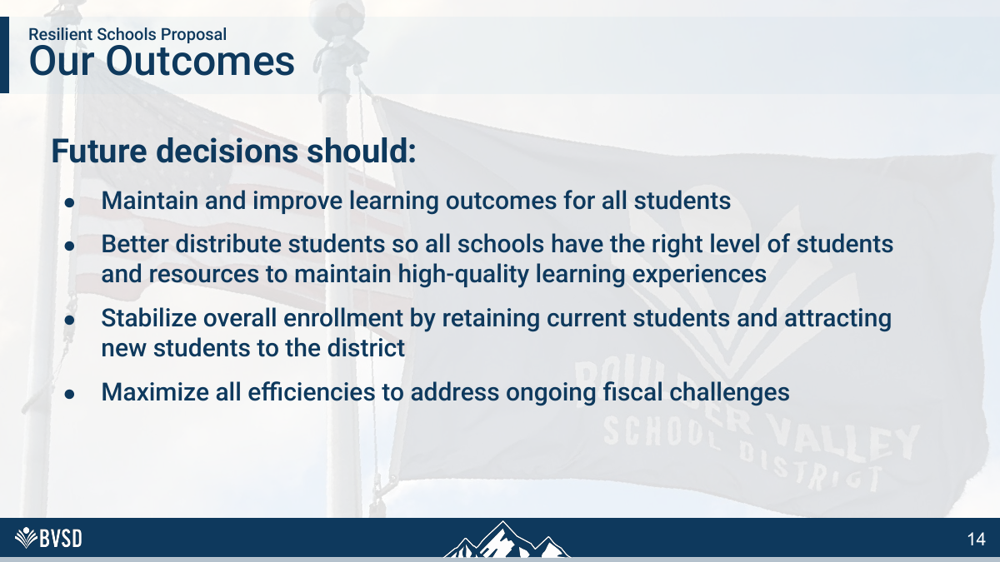 Resilient Schools Proposal
Our Outcomes
Future decisions should:
● Maintain and improve learning outcomes for all students
● Better distribute students so all schools have the right level of students
and resources to maintain high-quality learning experiences
● Stabilize overall enrollment by retaining current students and attracting
new students to the district
● Maximize all efficiencies to address ongoing fiscal challenges
BOULDER VALLEY
SCHOOL DISTRICT
BVSD
14